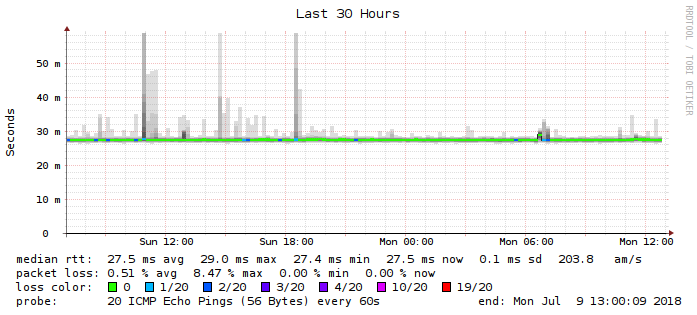 Last 30 Hours
RRDTOOL / TOBI OETIKER
Seconds
50 m
40 m
30 m
20 m
10 m
0
Sun 12:00 Sun 18:00 Mon 00:00 Mon 06:00 Mon 12:00
median rtt: 27.5 ms avg 29.0 ms max 27.4 ms min 27.5 ms now 0.1 ms sd 203.8 am/s
packet loss: 0.51 % avg 8.47 % max 0.00 % min 0.00 % now
loss color: 0 1/20 2/20 3/20 4/20 10/20 19/20
probe: 20 ICMP Echo Pings (56 Bytes) every 60s end: Mon Jul 9 13:00:09 2018